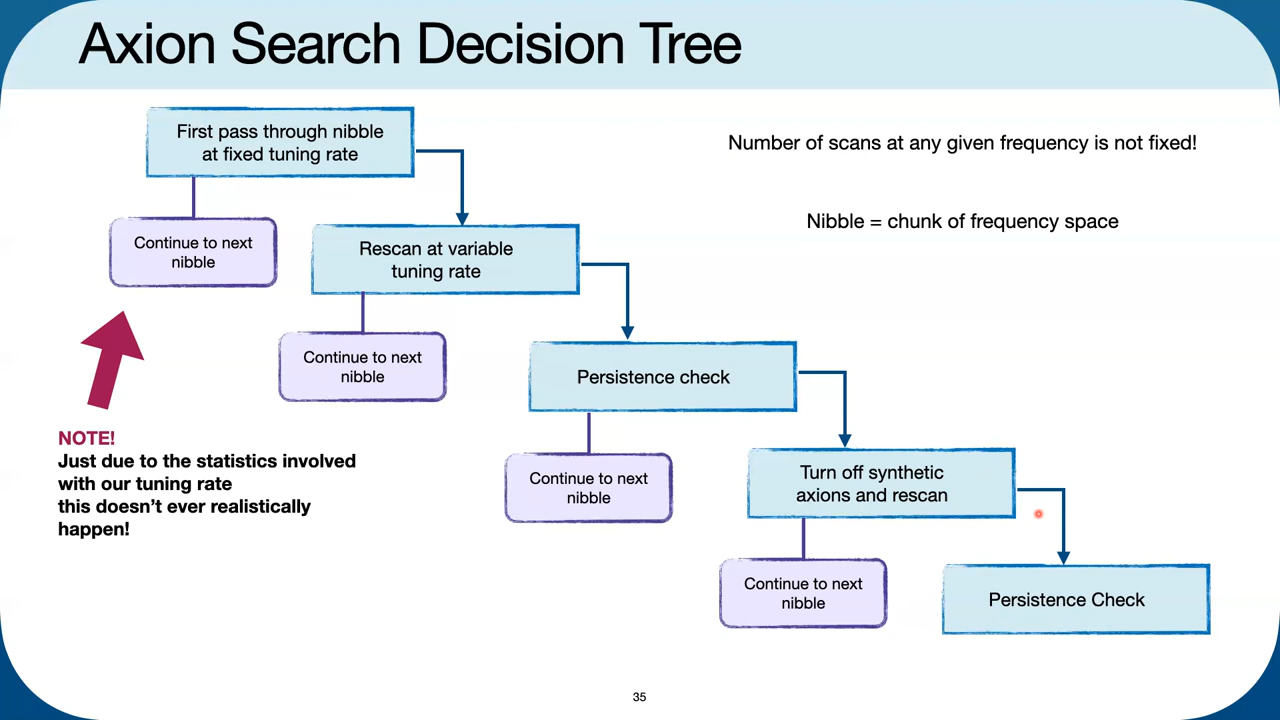 Axion Search Decision Tree
First pass through nibble
at fixed tuning rate
Number of scans at any given frequency is not fixed!
Nibble = chunk of frequency space
Continue to next
nibble
Rescan at variable
tuning rate
Continue to next
nibble
Persistence check
NOTE!
Just due to the statistics involved
with our tuning rate
this doesn't ever realistically
happen!
Continue to next
nibble
Turn off synthetic
axions and rescan
Continue to next
nibble
Persistence Check
35